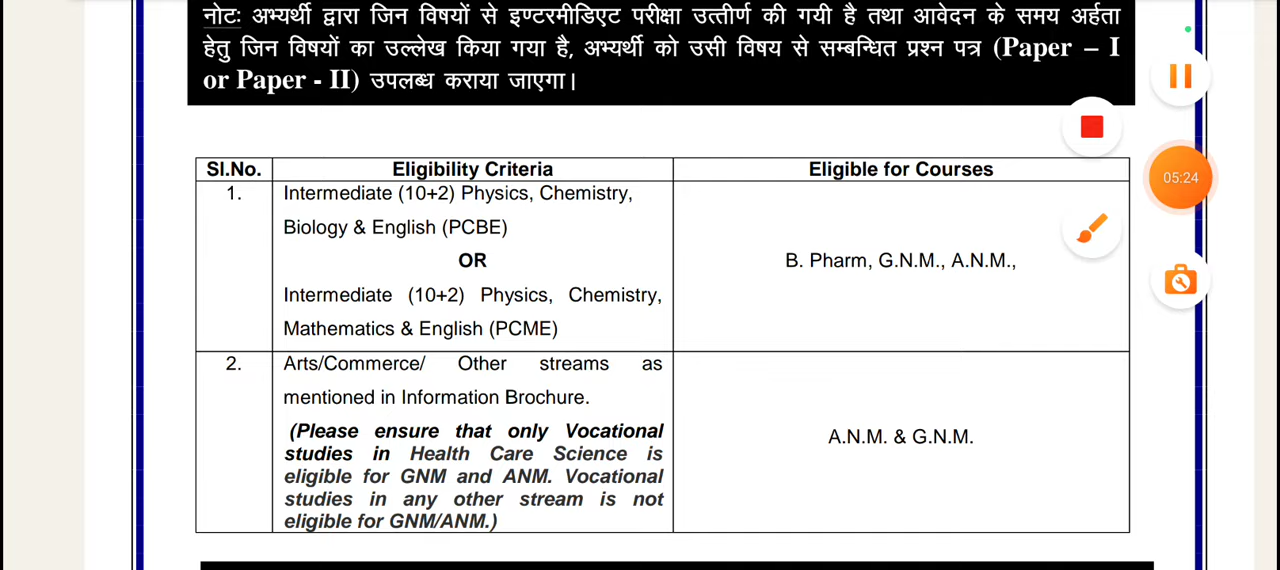 नोट: अभ्यर्थी द्वारा जिन विषयों से इण्टरमीडिएट परीक्षा उत्तीर्ण की गयी है तथा आवेदन के समय अर्हता
हेतु जिन विषयों का उल्लेख किया गया है, अभ्यर्थी को उसी विषय से सम्बन्धित प्रश्न पत्र (Paper – I
or Paper - II) उपलब्ध कराया जाएगा।
05:24
Sl.No. Eligibility Criteria Eligible for Courses
1. Intermediate (10+2) Physics, Chemistry,
Biology & English (PCBE)
OR
Intermediate (10+2) Physics, Chemistry,
Mathematics & English (PCME)
B. Pharm, G.N.M., A.N.M.,
2. Arts/Commerce/ Other streams as
mentioned in Information Brochure.
(Please ensure that only Vocational
studies in Health Care Science is
eligible for GNM and ANM. Vocational
studies in any other stream is not
eligible for GNM/ANM.)
A.N.M. & G.N.M.